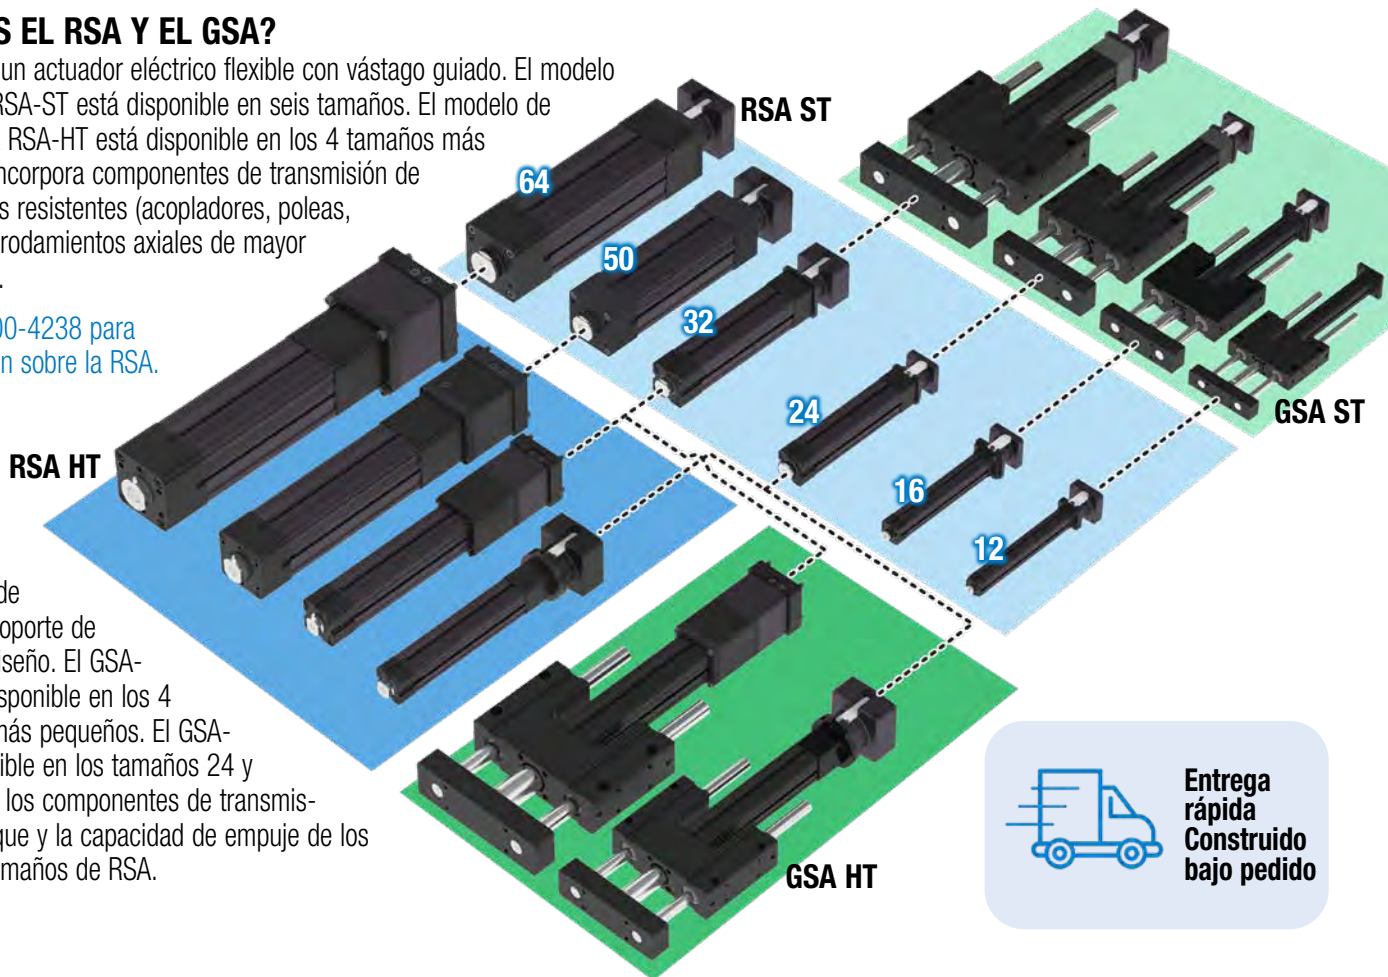 S EL RSA Y EL GSA?
un actuador eléctrico flexible con vástago guiado. El modelo
RSA-ST está disponible en seis tamaños. El modelo de
RSA-HT está disponible en los 4 tamaños más
ncorpora componentes de transmisión de
s resistentes (acopladores, poleas,
rodamientos axiales de mayor
.
00-4238 para
n sobre la RSA.
RSA ST
64
50
32
24
16
12
GSA ST
RSA HT
de
oporte de
iseño. El GSA-
sponible en los 4
más pequeños. El GSA-
ible en los tamaños 24 y
los componentes de transmis-
que y la capacidad de empuje de los
maños de RSA.
GSA HT
Entrega
rápida
Construido
bajo pedido